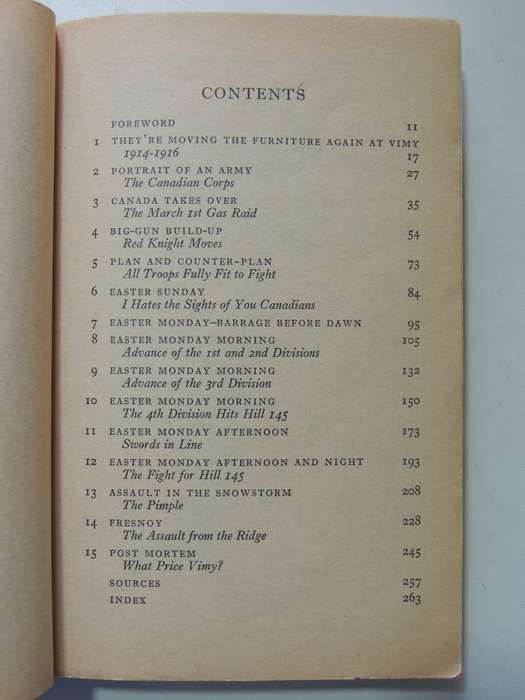 CONTENTS
FOREWORD 11
1 THEY'RE MOVING THE FURNITURE AGAIN AT VIMY
1914-1916 17
2 PORTRAIT OF AN ARMY 27
The Canadian Corps
3 CANADA TAKES OVER 35
The March 1st Gas Raid
4 BIG-GUN BUILD-UP 54
Red Knight Moves
5 PLAN AND COUNTER-PLAN 73
All Troops Fully Fit to Fight
6 EASTER SUNDAY 84
I Hates the Sights of You Canadians
7 EASTER MONDAY—BARRAGE BEFORE DAWN 95
8 EASTER MONDAY MORNING 105
Advance of the 1st and 2nd Divisions
9 EASTER MONDAY MORNING 132
Advance of the 3rd Division
10 EASTER MONDAY MORNING 150
The 4th Division Hits Hill 145
11 EASTER MONDAY AFTERNOON 173
Swords in Line
12 EASTER MONDAY AFTERNOON AND NIGHT 193
The Fight for Hill 145
13 ASSAULT IN THE SNOWSTORM 208
The Pimple
14 FRESNOY 228
The Assault from the Ridge
15 POST MORTEM 245
What Price Vimy?
SOURCES 257
INDEX 263